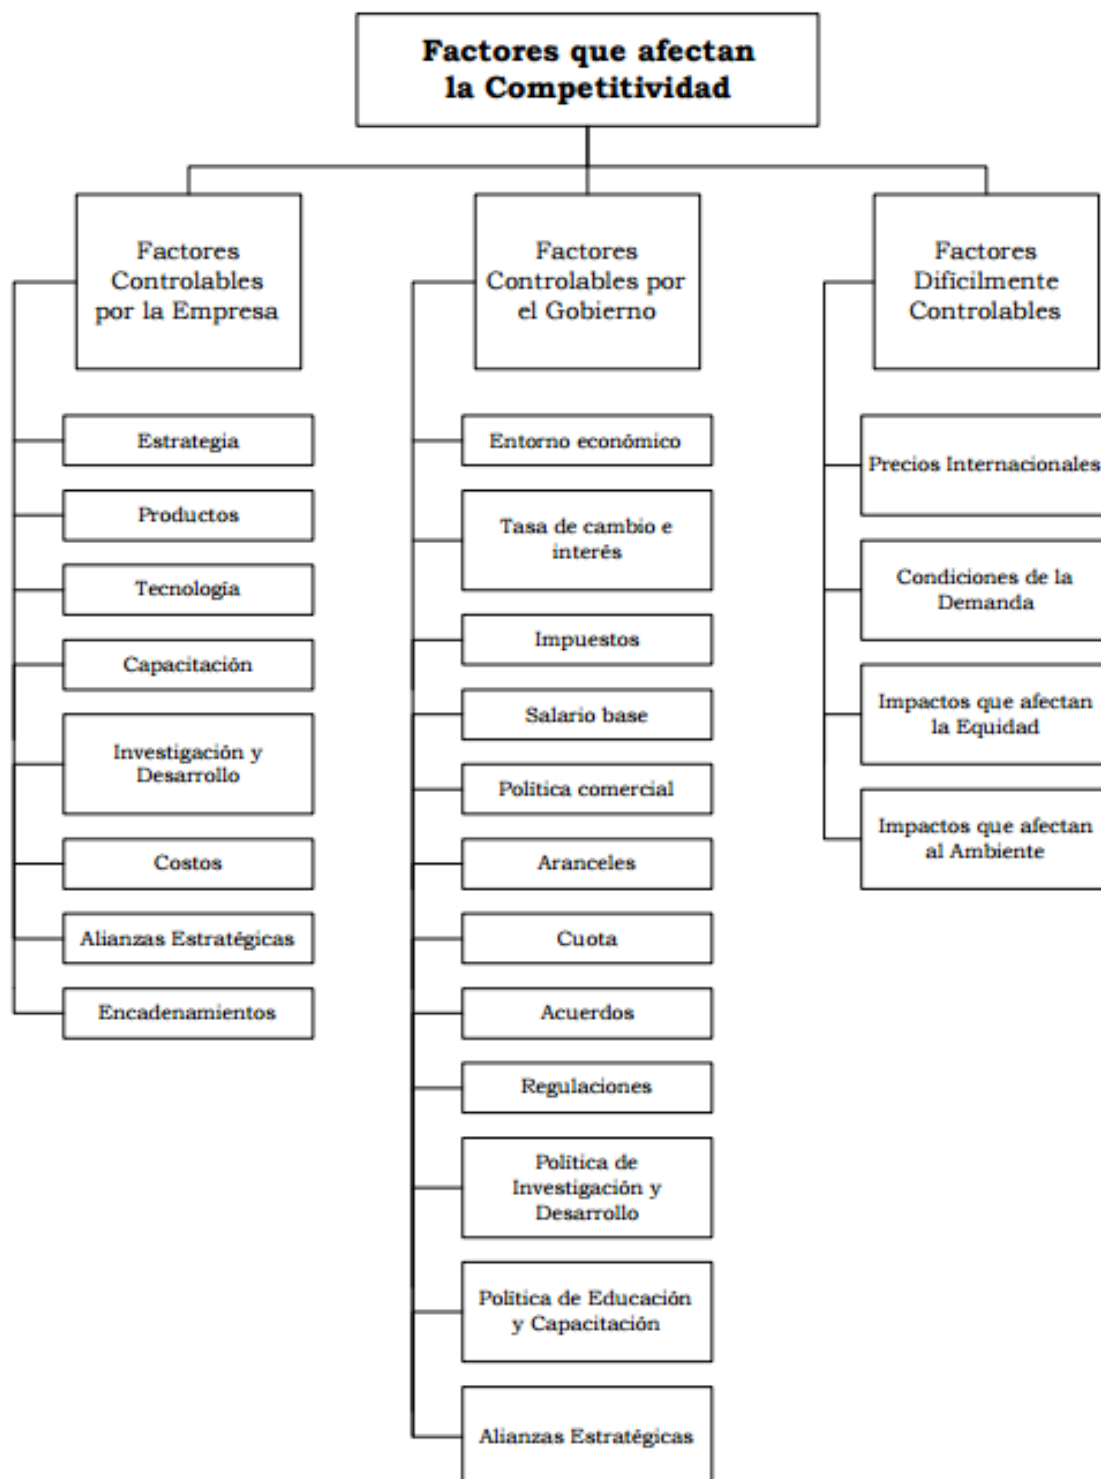 Factores que afectan
la Competitividad
Factores
Controlables
por la Empresa
Estrategia
Productos
Tecnología
Capacitación
Investigación y
Desarrollo
Costos
Alianzas Estratégicas
Encadenamientos
Factores
Controlables por
el Gobierno
Entorno económico
Tasa de cambio e
interés
Impuestos
Salario base
Política comercial
Aranceles
Cuota
Acuerdos
Regulaciones
Política de
Investigación y
Desarrollo
Política de Educación
y Capacitación
Alianzas Estratégicas
Factores
Difícilmente
Controlables
Precios Internacionales
Condiciones de la
Demanda
Impactos que afectan
la Equidad
Impactos que afectan
al Ambiente